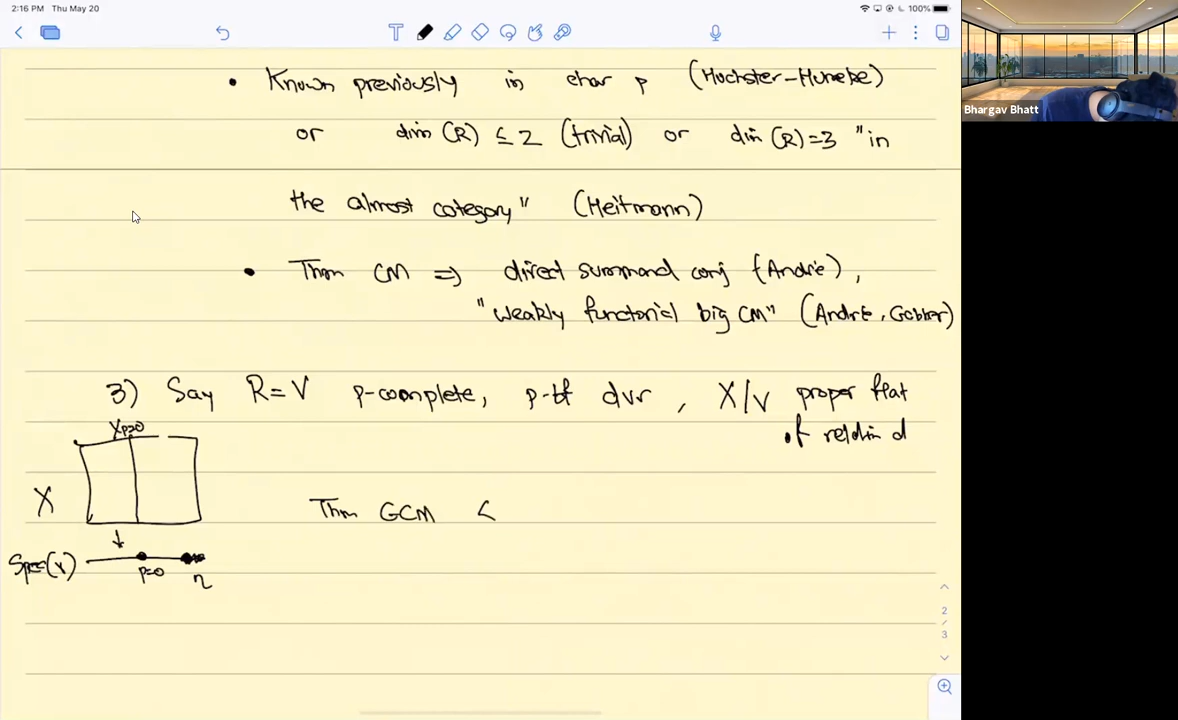 2:16 PM Thu May 20
100%
• Known previously in char p (Hochster-Huneke)
or dim (R) ≤ 2 (trivial) or dim (R)=3 "in
the almost category" (Heitmann)
• Thm CM ⇒ direct summand conj (André),
"weakly functorial big CM" (André, Gabber)
3) Say R=V p-complete, p-tf dvr, X/V proper flat
of reldim d
X_{p=0}
X
Thm GCM <
Spec(V)
p=0
η
2
/
3
Bhargav Bhatt